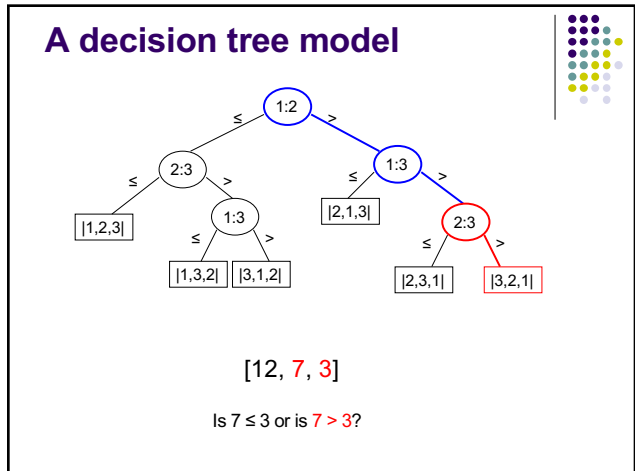 A decision tree model
1:2
≤ >
2:3 1:3
≤ > ≤ >
|1,2,3| 1:3 |2,1,3| 2:3
≤ > ≤ >
|1,3,2| |3,1,2| |2,3,1| |3,2,1|
[12, 7, 3]
Is 7 ≤ 3 or is 7 > 3?